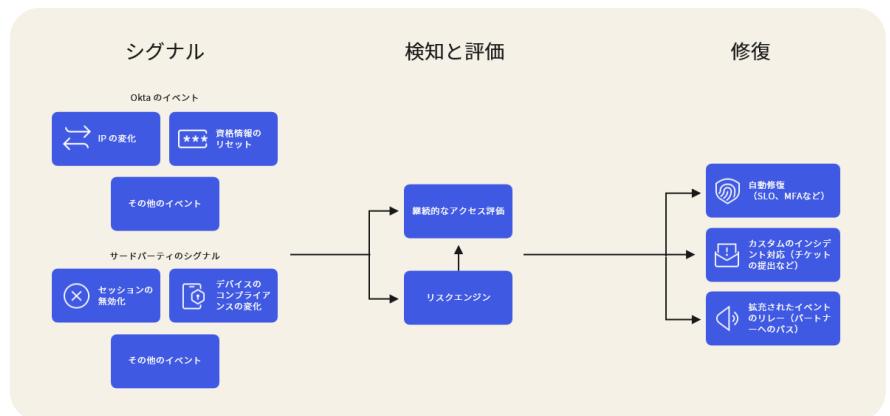 シグナル
Okta のイベント
IP の変化
資格情報の
リセット
その他のイベント
サードパーティのシグナル
セッションの
無効化
デバイスの
コンプライア
ンスの変化
その他のイベント
検知と評価
継続的なアクセス評価
リスクエンジン
修復
自動修復
（SLO、MFAなど）
カスタムのインシデ
ント対応（チケット
の提出など）
拡充されたイベント
のリレー（パートナ
ーへのパス）